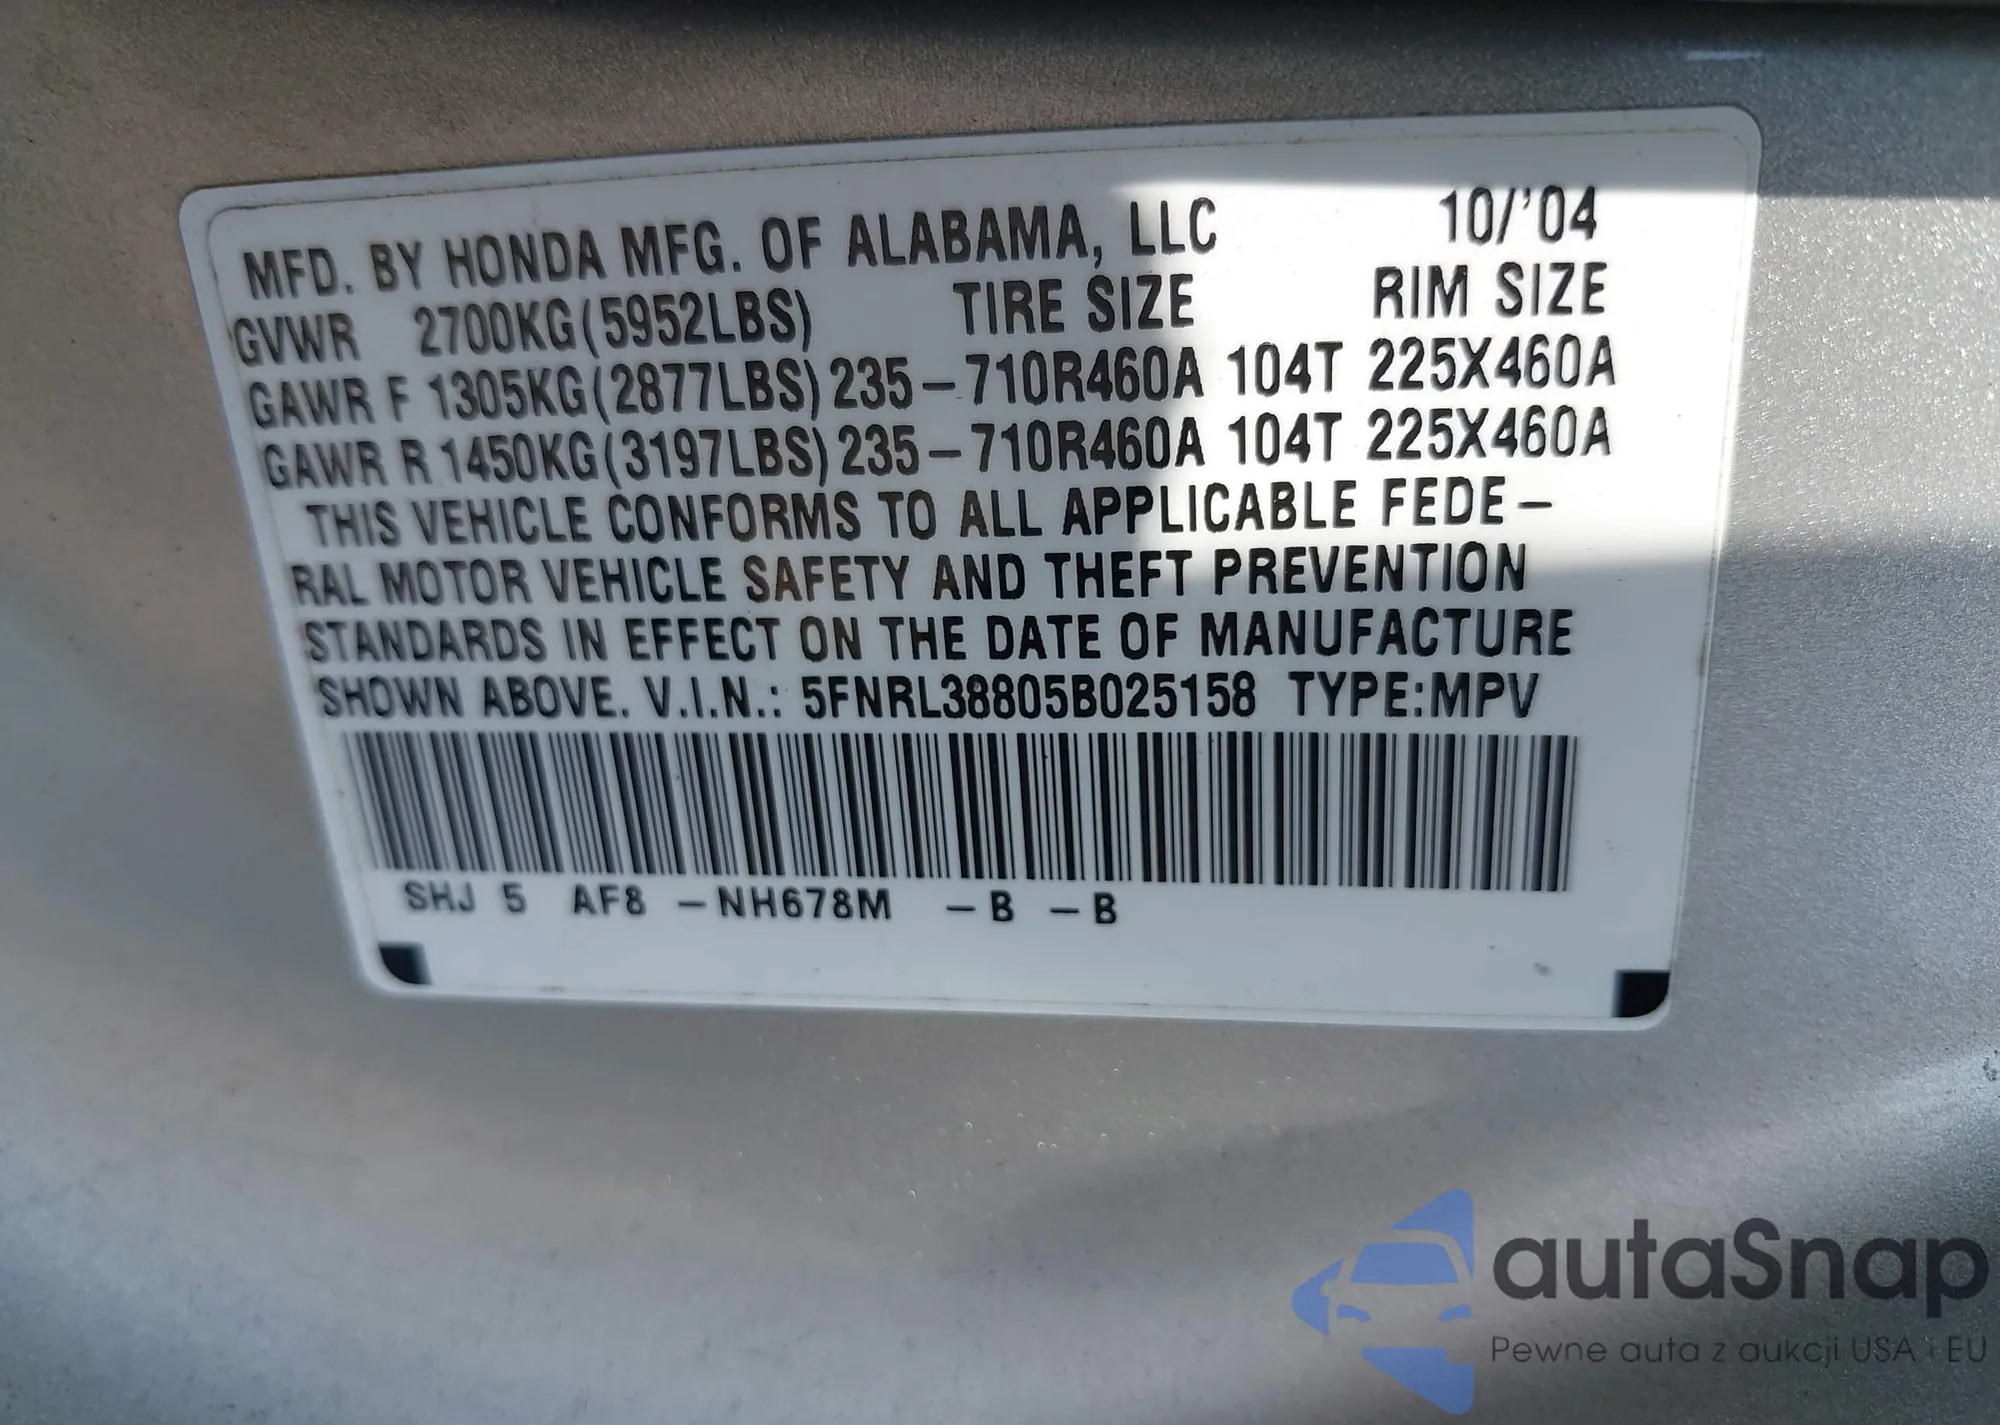 MFD. BY HONDA MFG. OF ALABAMA, LLC 10/'04
GVWR 2700KG(5952LBS) TIRE SIZE RIM SIZE
GAWR F 1305KG(2877LBS) 235-710R460A 104T 225X460A
GAWR R 1450KG(3197LBS) 235-710R460A 104T 225X460A
THIS VEHICLE CONFORMS TO ALL APPLICABLE FEDE-
RAL MOTOR VEHICLE SAFETY AND THEFT PREVENTION
STANDARDS IN EFFECT ON THE DATE OF MANUFACTURE
SHOWN ABOVE. V.I.N.: 5FNRL38805B025158 TYPE:MPV
SHJ 5 AF8 -NH678M -B -B
autaSnap
Pewne auta z aukcji USA i EU